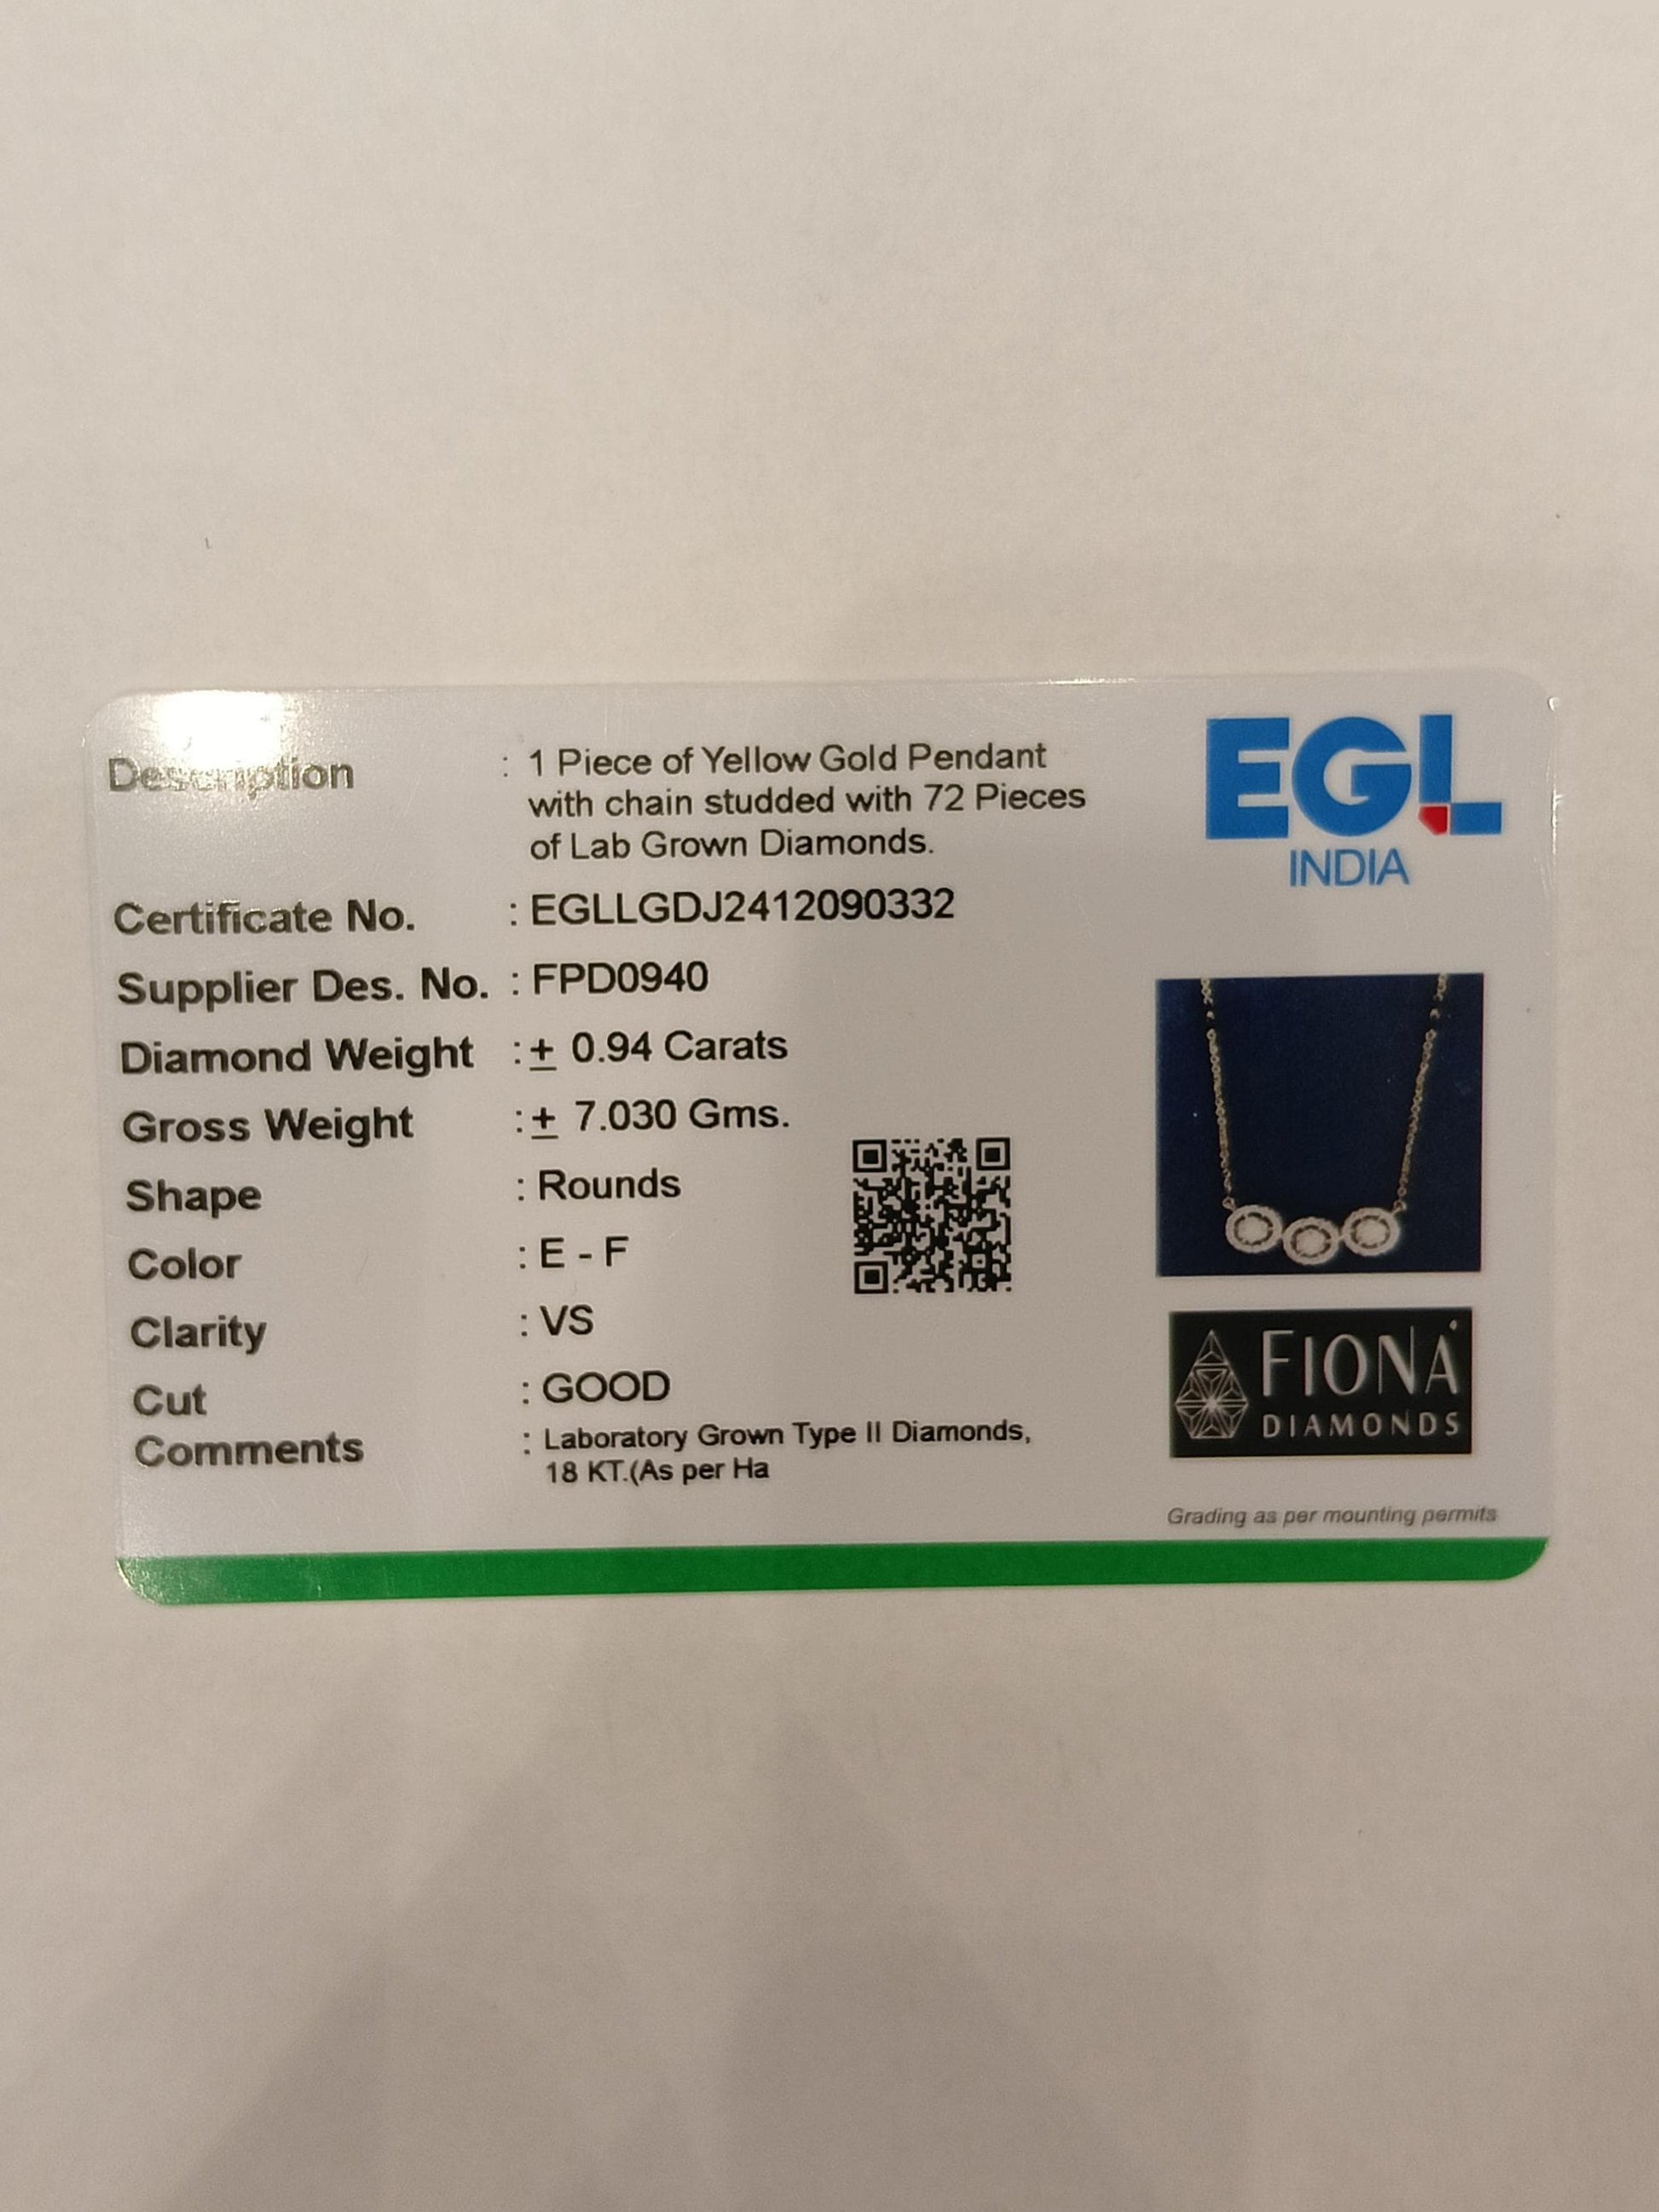 EGL
INDIA
Description : 1 Piece of Yellow Gold Pendant
with chain studded with 72 Pieces
of Lab Grown Diamonds.
Certificate No. : EGLLGDJ2412090332
Supplier Des. No. : FPD0940
Diamond Weight :± 0.94 Carats
Gross Weight :± 7.030 Gms.
Shape : Rounds
Color : E - F
Clarity : VS
Cut : GOOD
Comments : Laboratory Grown Type II Diamonds,
18 KT.(As per Ha
FIONA
DIAMONDS
Grading as per mounting permits